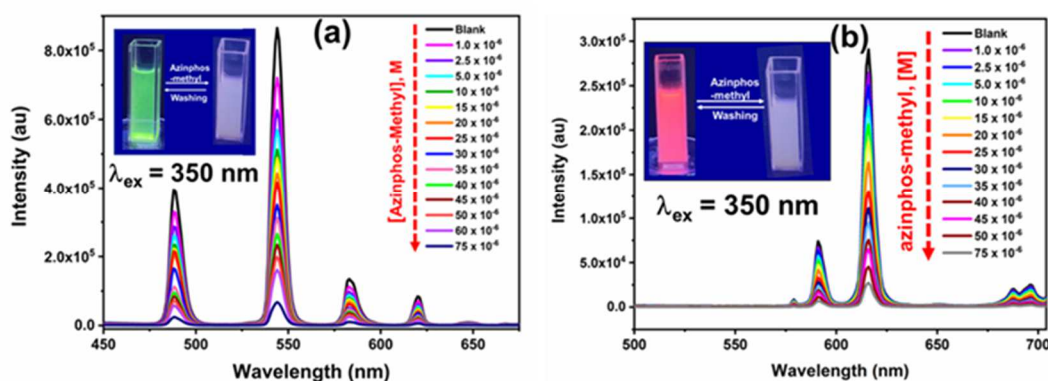 (a)
Azinphos
-methyl
Washing
λex = 350 nm
[Azinphos-Methyl], M
Blank
1.0 x 10⁻⁶
2.5 x 10⁻⁶
5.0 x 10⁻⁶
10 x 10⁻⁶
15 x 10⁻⁶
20 x 10⁻⁶
25 x 10⁻⁶
30 x 10⁻⁶
35 x 10⁻⁶
40 x 10⁻⁶
45 x 10⁻⁶
50 x 10⁻⁶
60 x 10⁻⁶
75 x 10⁻⁶
Intensity (au)
8.0x10⁵
6.0x10⁵
4.0x10⁵
2.0x10⁵
0.0
450 500 550 600 650
Wavelength (nm)
(b)
Azinphos
-methyl
Washing
λex = 350 nm
azinphos-methyl, [M]
Blank
1.0 x 10⁻⁶
2.5 x 10⁻⁶
5.0 x 10⁻⁶
10 x 10⁻⁶
15 x 10⁻⁶
20 x 10⁻⁶
25 x 10⁻⁶
30 x 10⁻⁶
35 x 10⁻⁶
40 x 10⁻⁶
45 x 10⁻⁶
50 x 10⁻⁶
75 x 10⁻⁶
Intensity (au)
3.0x10⁵
2.5x10⁵
2.0x10⁵
1.5x10⁵
1.0x10⁵
5.0x10⁴
0.0
500 550 600 650 700
Wavelength (nm)